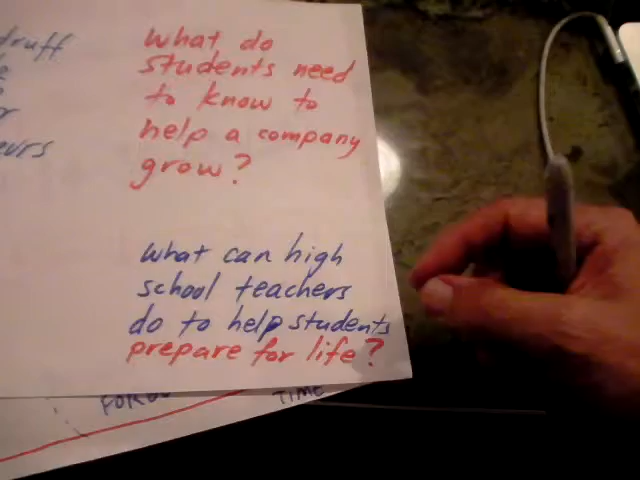 What do
students need
to know to
help a company
grow?
What can high
school teachers
do to help students
prepare for life?
TIME